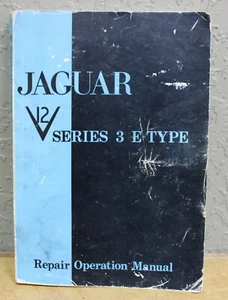 JAGUAR
V12
SERIES 3 E-TYPE
Repair Operation Manual